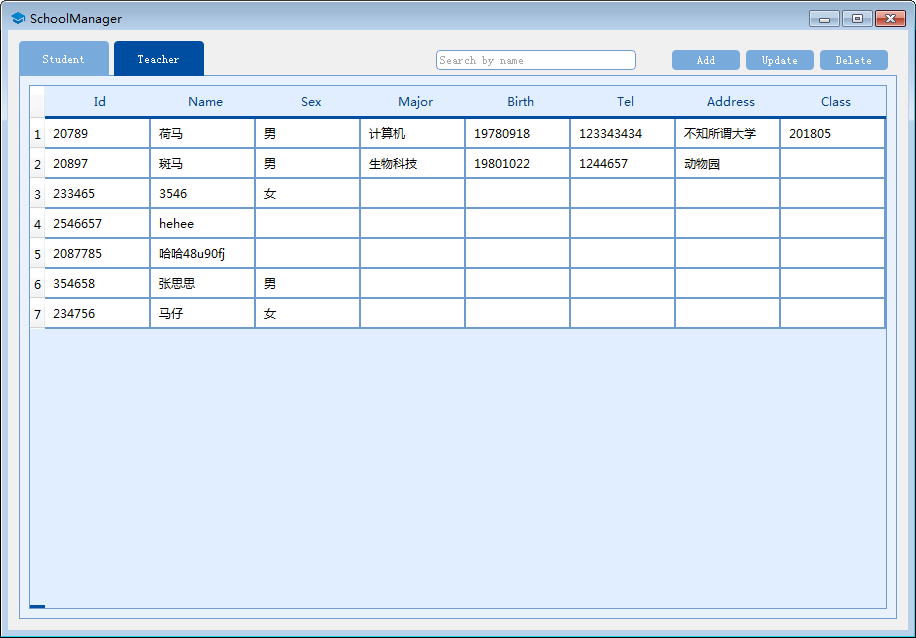 SchoolManager
Student Teacher Search by name Add Update Delete
Id Name Sex Major Birth Tel Address Class
1 20789 荷马 男 计算机 19780918 123343434 不知所谓大学 201805
2 20897 斑马 男 生物科技 19801022 1244657 动物园
3 233465 3546 女
4 2546657 hehee
5 2087785 哈哈48u90fj
6 354658 张思思 男
7 234756 马仔 女